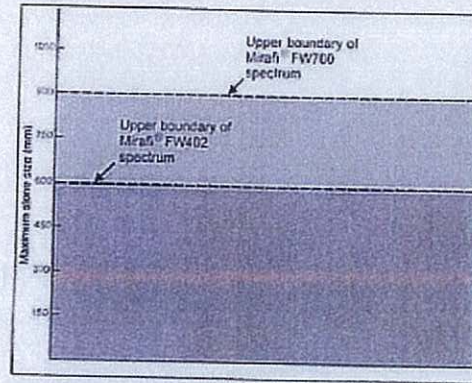 1050
Upper boundary of
Mirafi® FW700
spectrum
900
750
Upper boundary of
Mirafi® FW402
spectrum
600
450
300
150
Maximum stone size (mm)